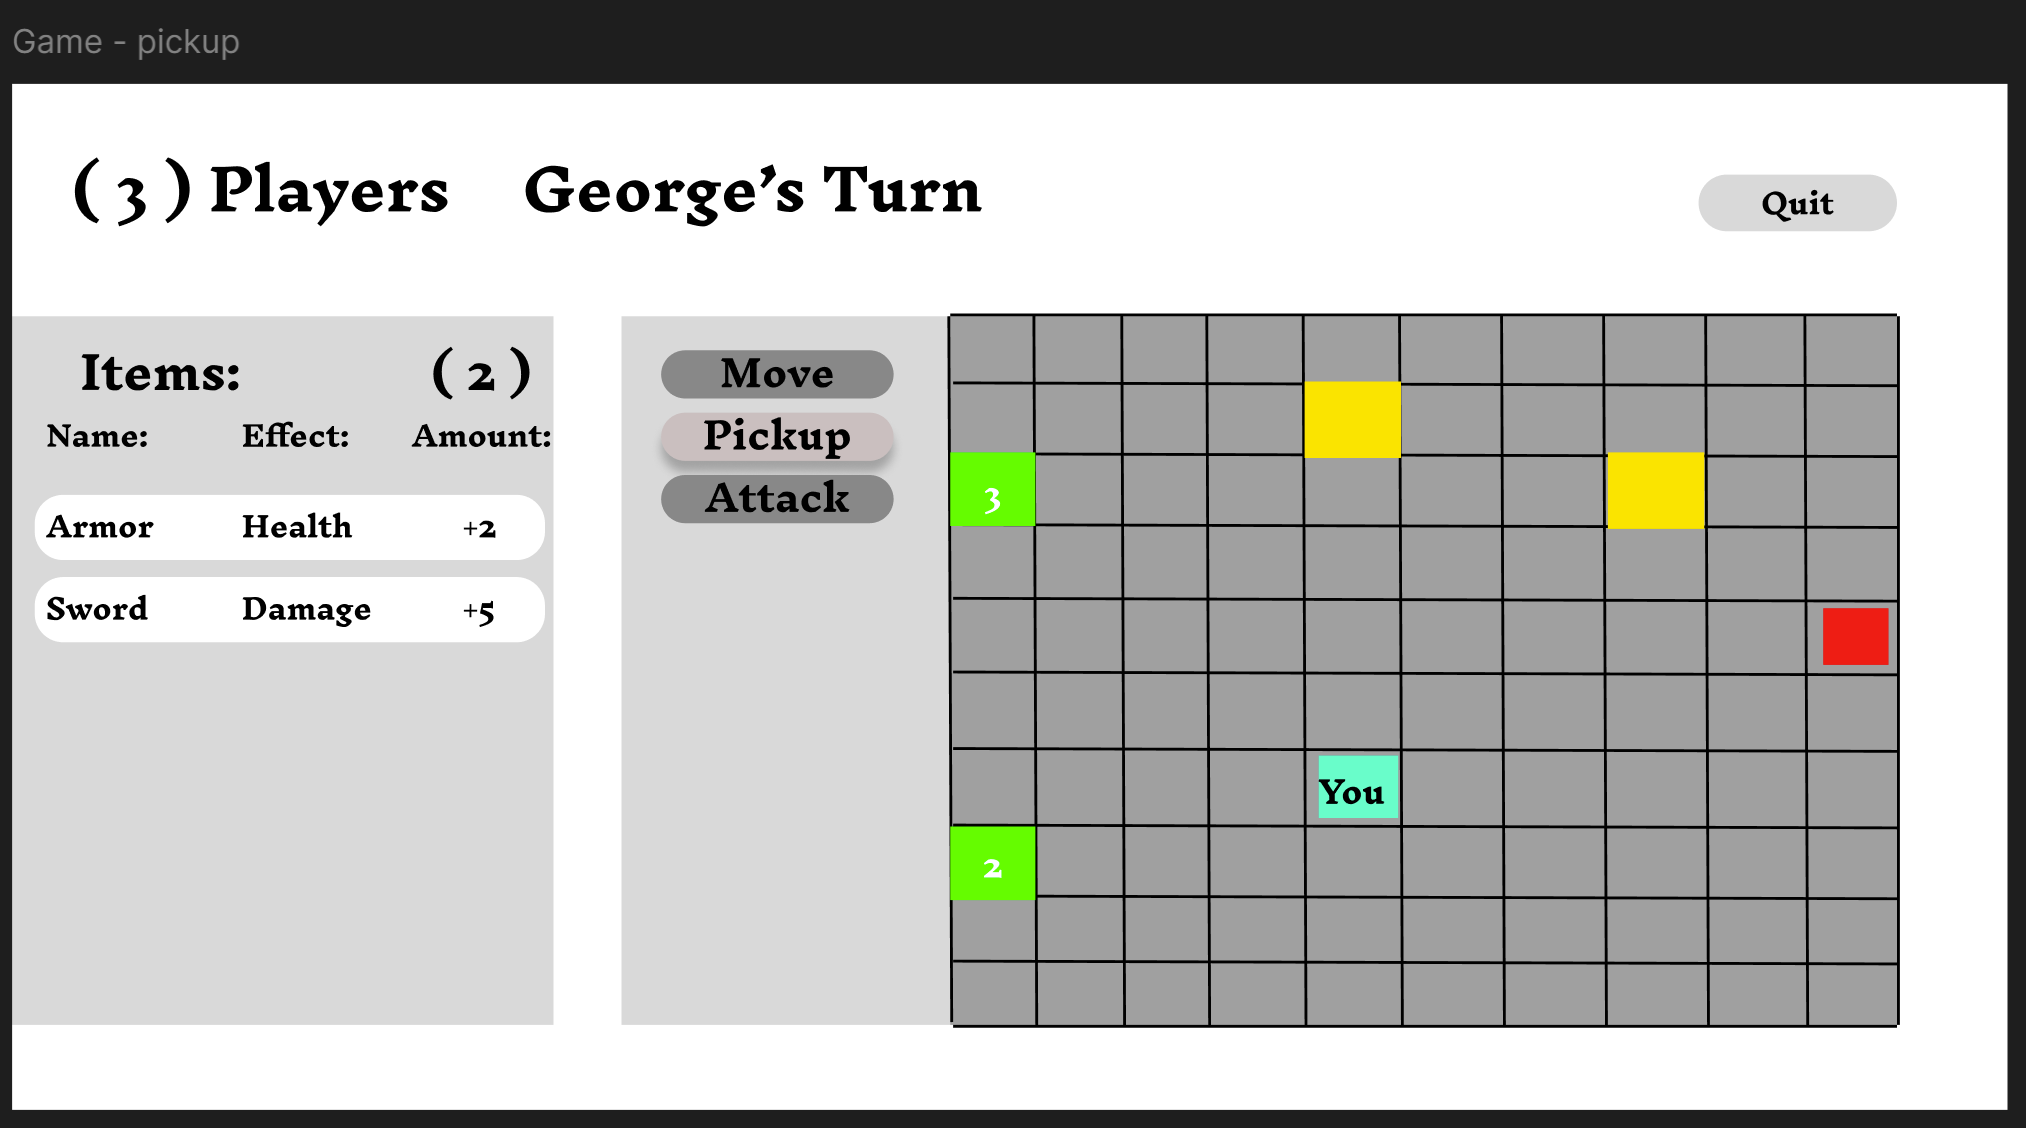 Game - pickup
( 3 ) Players George’s Turn
Quit
Items: ( 2 )
Name: Effect: Amount:
Armor Health +2
Sword Damage +5
Move
Pickup
Attack
3
You
2